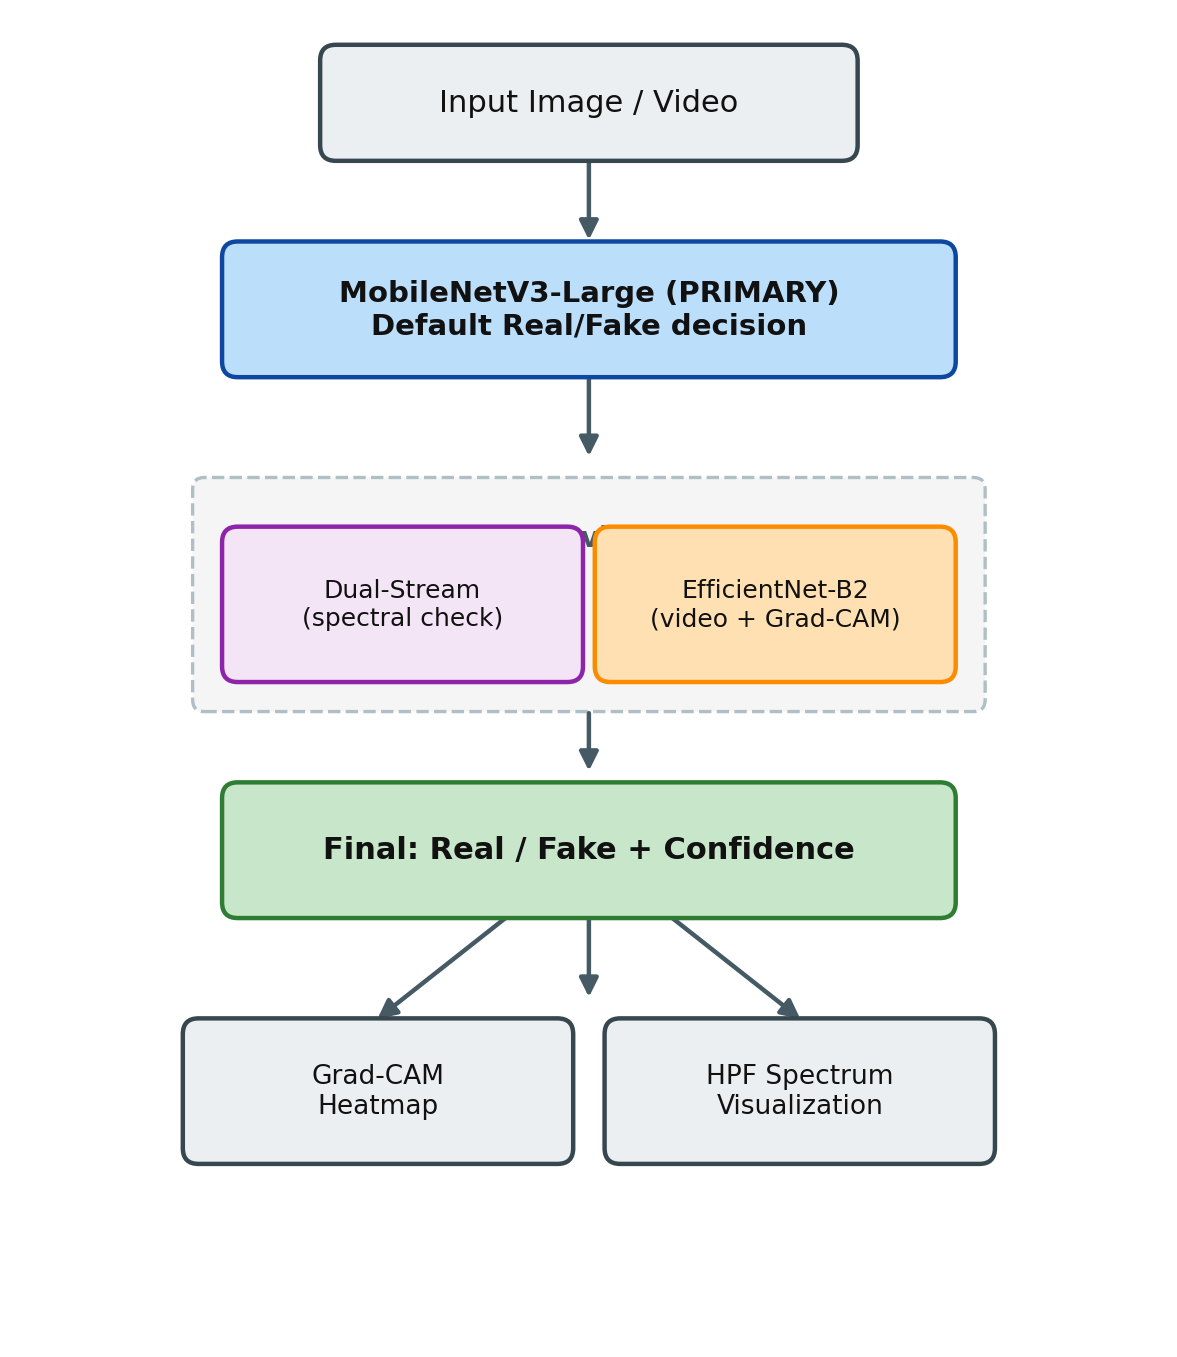 Input Image / Video
MobileNetV3-Large (PRIMARY)
Default Real/Fake decision
Dual-Stream
(spectral check)
EfficientNet-B2
(video + Grad-CAM)
Final: Real / Fake + Confidence
Grad-CAM
Heatmap
HPF Spectrum
Visualization